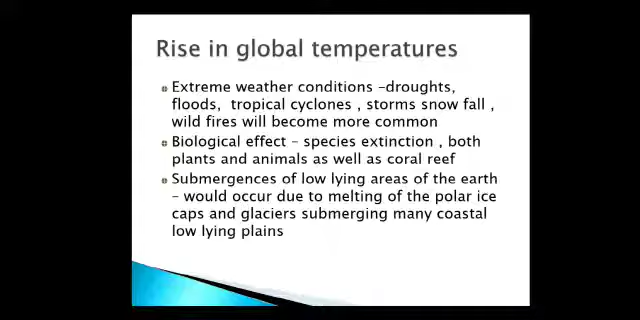 Rise in global temperatures
Extreme weather conditions –droughts,
floods, tropical cyclones , storms snow fall ,
wild fires will become more common
Biological effect – species extinction , both
plants and animals as well as coral reef
Submergences of low lying areas of the earth
– would occur due to melting of the polar ice
caps and glaciers submerging many coastal
low lying plains